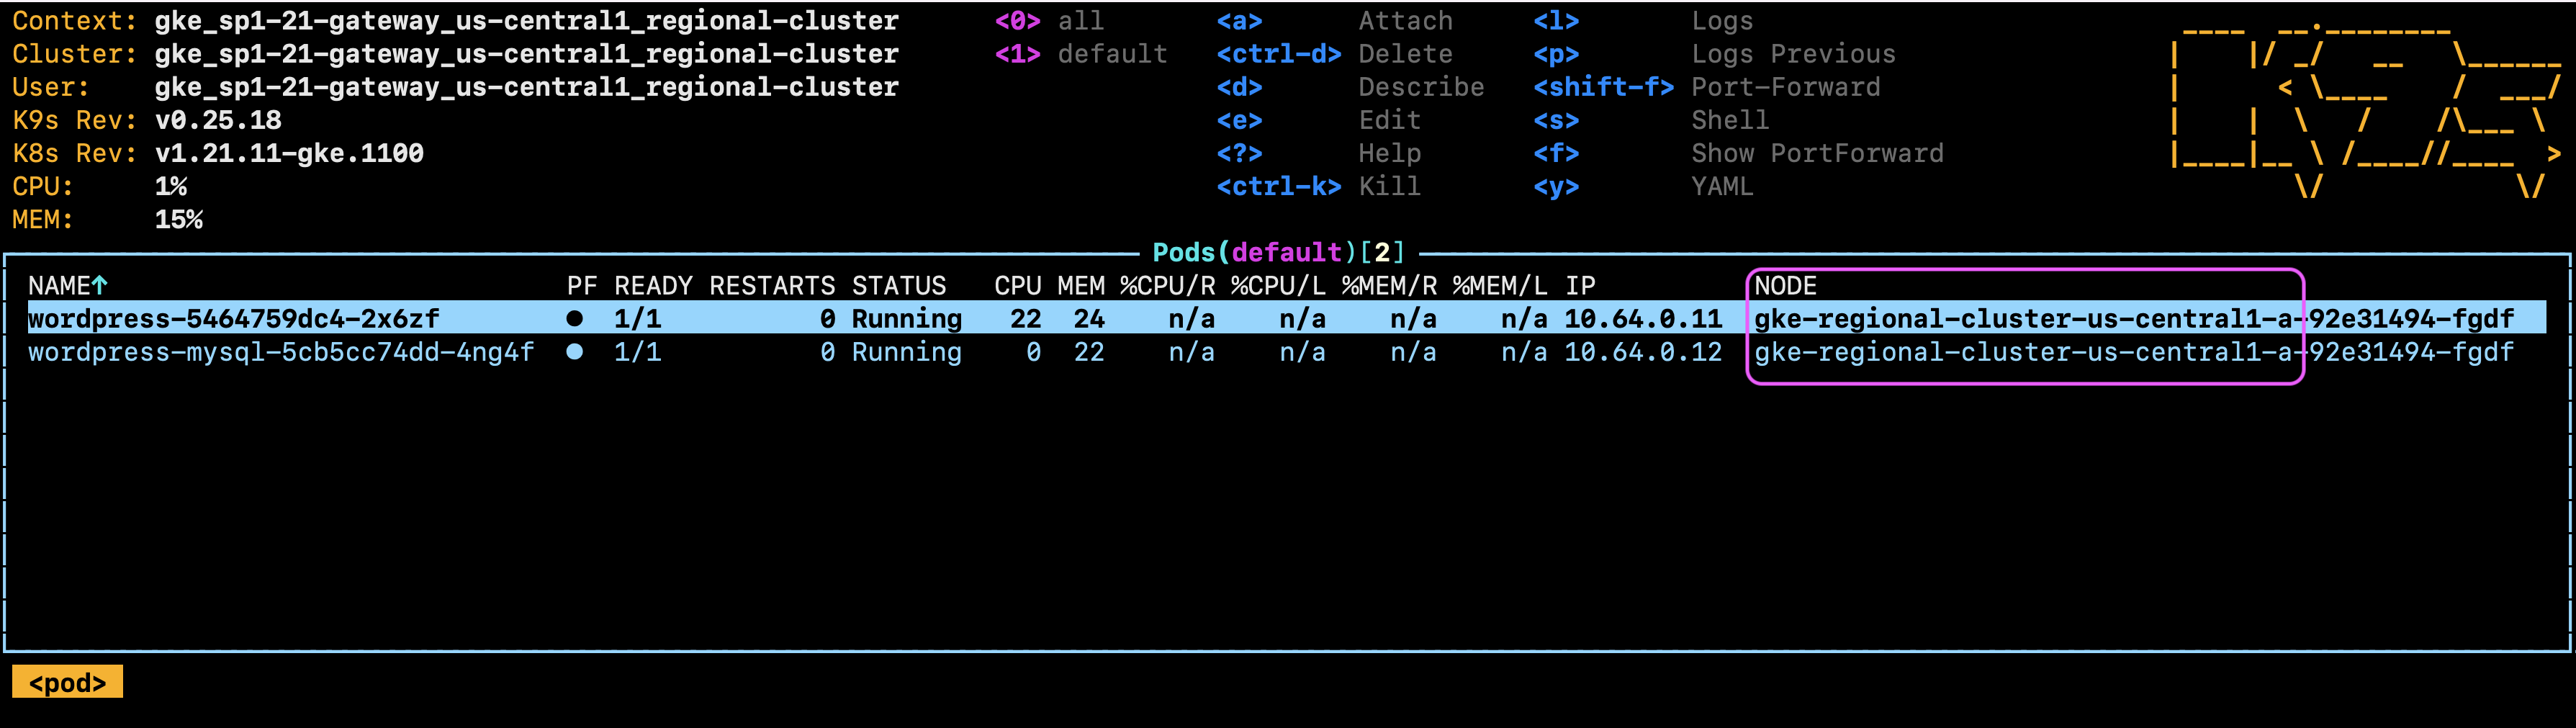 Context: gke_sp1-21-gateway_us-central1_regional-cluster <0> all <a> Attach <l> Logs
Cluster: gke_sp1-21-gateway_us-central1_regional-cluster <1> default <ctrl-d> Delete <p> Logs Previous
User: gke_sp1-21-gateway_us-central1_regional-cluster <d> Describe <shift-f> Port-Forward
K9s Rev: v0.25.18 <e> Edit <s> Shell
K8s Rev: v1.21.11-gke.1100 <?> Help <f> Show PortForward
CPU: 1% <ctrl-k> Kill <y> YAML
MEM: 15%
Pods(default)[2]
NAME↑ PF READY RESTARTS STATUS CPU MEM %CPU/R %CPU/L %MEM/R %MEM/L IP NODE
wordpress-5464759dc4-2x6zf ● 1/1 0 Running 22 24 n/a n/a n/a n/a 10.64.0.11 gke-regional-cluster-us-central1-a-92e31494-fgdf
wordpress-mysql-5cb5cc74dd-4ng4f ● 1/1 0 Running 0 22 n/a n/a n/a n/a 10.64.0.12 gke-regional-cluster-us-central1-a-92e31494-fgdf
<pod>